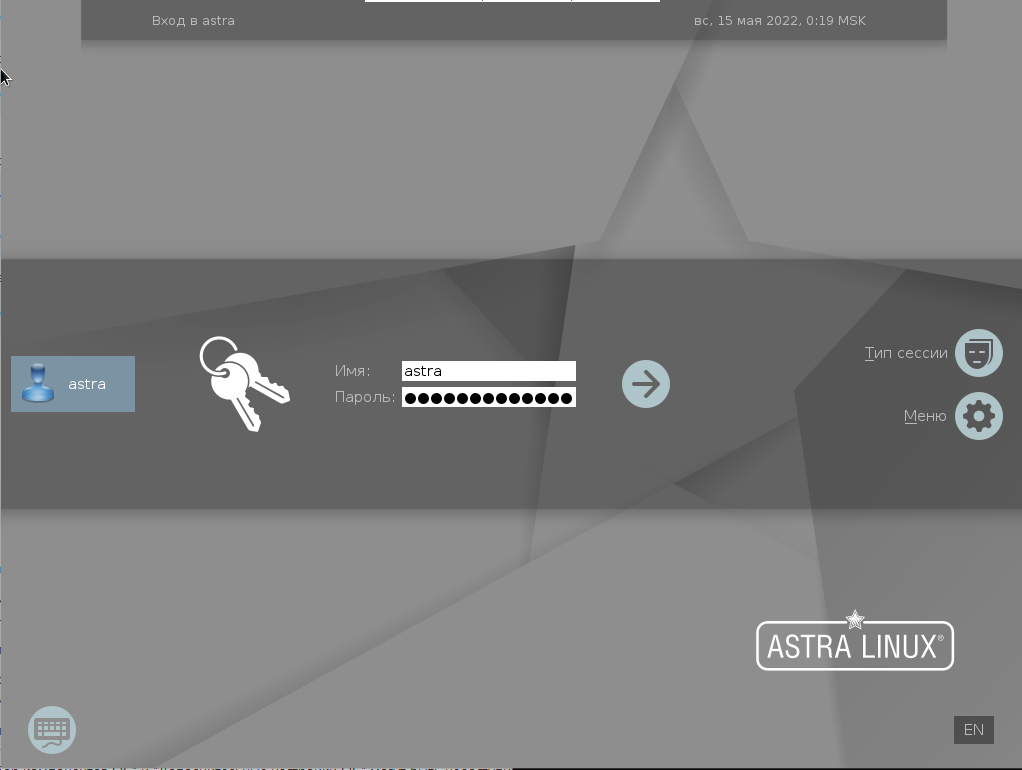 Вход в astra
вс, 15 мая 2022, 0:19 MSK
astra
Имя:
astra
Пароль:
●●●●●●●●●●●●●
Тип сессии
Меню
ASTRA LINUX®
EN